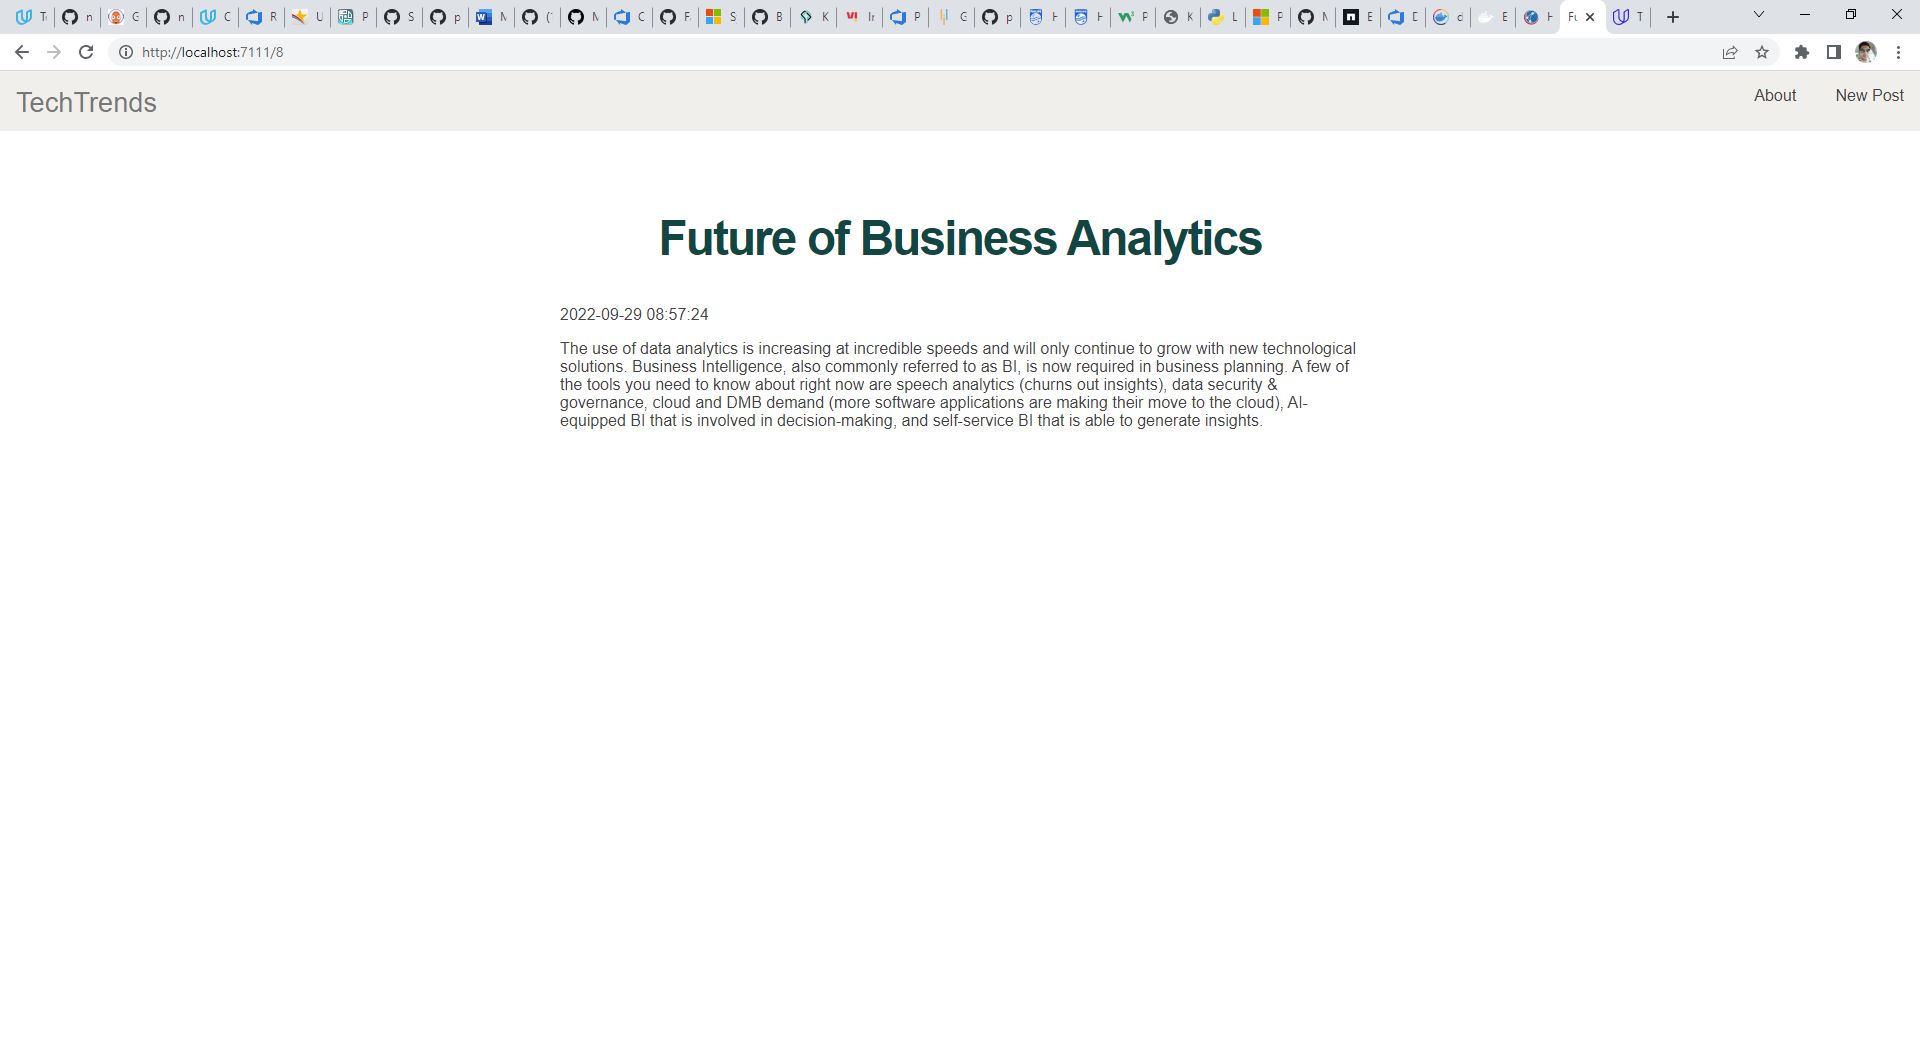 http://localhost:7111/8
TechTrends
About
New Post
Future of Business Analytics
2022-09-29 08:57:24
The use of data analytics is increasing at incredible speeds and will only continue to grow with new technological
solutions. Business Intelligence, also commonly referred to as BI, is now required in business planning. A few of
the tools you need to know about right now are speech analytics (churns out insights), data security &
governance, cloud and DMB demand (more software applications are making their move to the cloud), AI-
equipped BI that is involved in decision-making, and self-service BI that is able to generate insights.